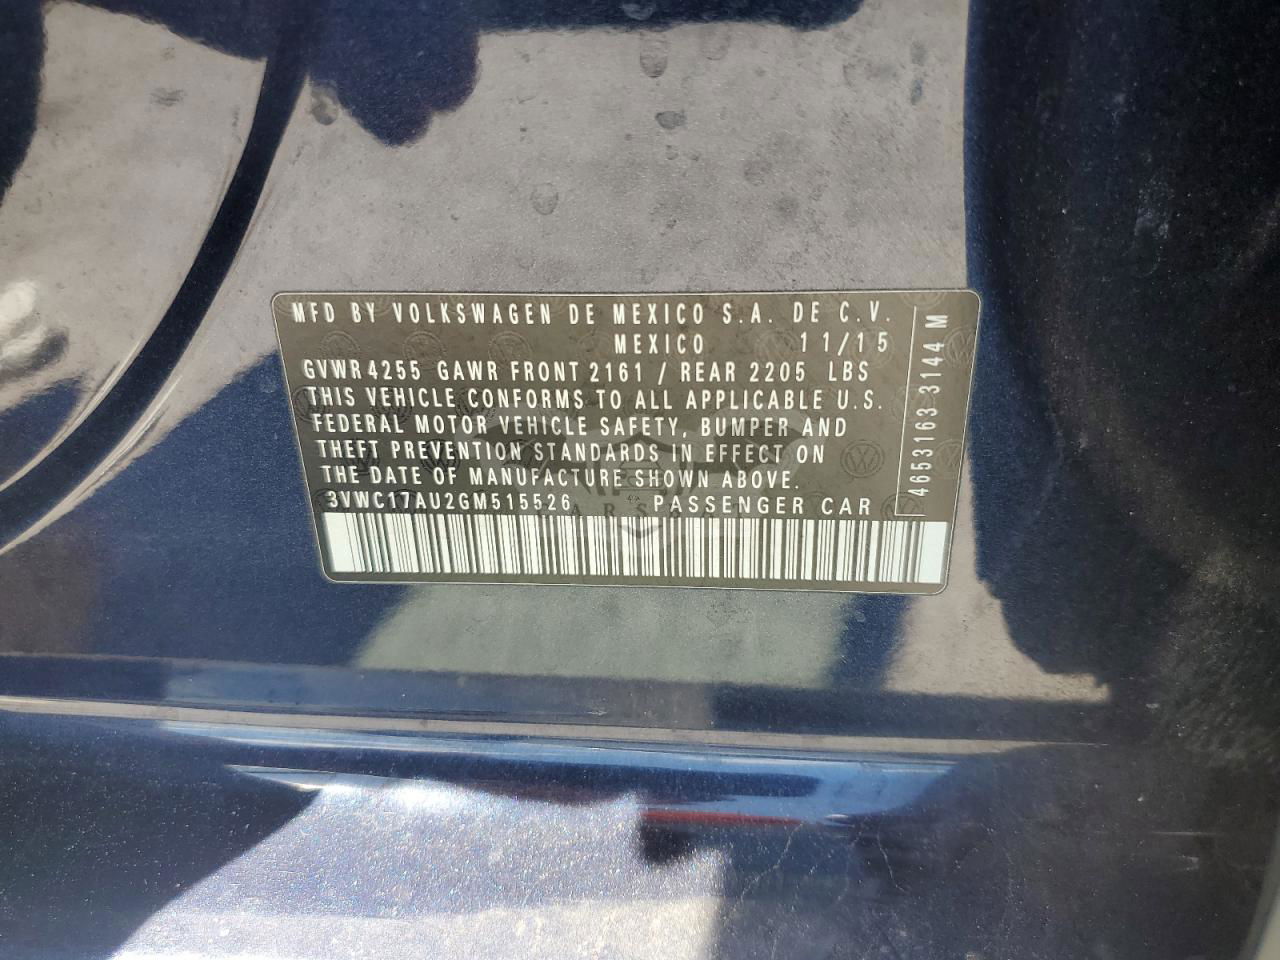 MFD BY VOLKSWAGEN DE MEXICO S.A. DE C.V.
MEXICO 11/15
GVWR 4255 GAWR FRONT 2161 / REAR 2205 LBS
THIS VEHICLE CONFORMS TO ALL APPLICABLE U.S.
FEDERAL MOTOR VEHICLE SAFETY, BUMPER AND
THEFT PREVENTION STANDARDS IN EFFECT ON
THE DATE OF MANUFACTURE SHOWN ABOVE.
3VWC17AU2GM515526 PASSENGER CAR
4653163 3144 M